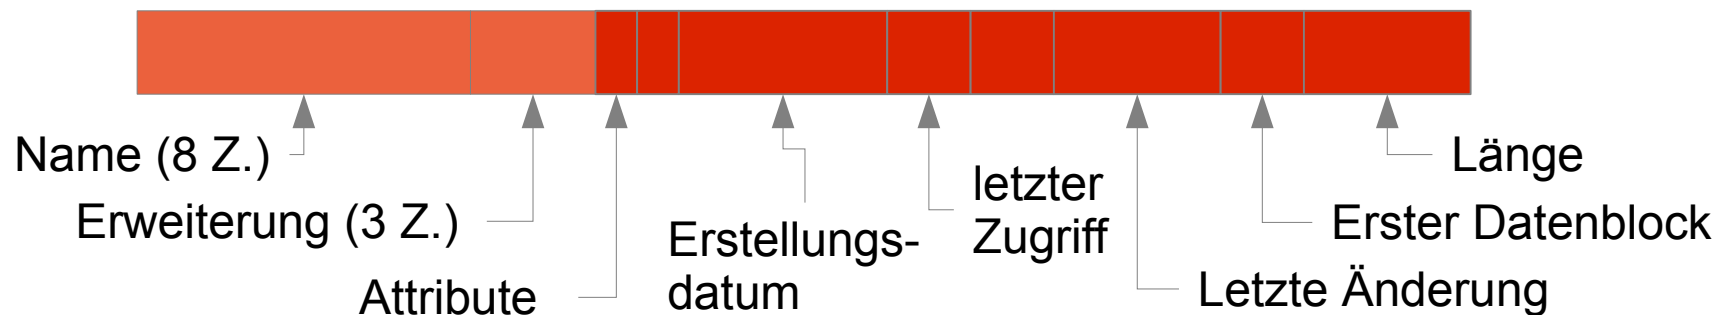 Name (8 Z.)
Erweiterung (3 Z.)
Attribute
Erstellungs-
datum
letzter
Zugriff
Letzte Änderung
Erster Datenblock
Länge